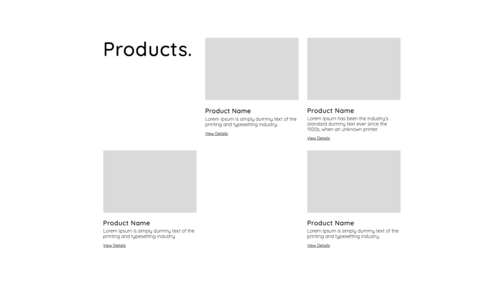 Products.
Product Name
Lorem Ipsum is simply dummy text of the
printing and typesetting industry.
View Details
Product Name
Lorem Ipsum has been the industry's
standard dummy text ever since the
1500s, when an unknown printer
View Details
Product Name
Lorem Ipsum is simply dummy text of the
printing and typesetting industry.
View Details
Product Name
Lorem Ipsum is simply dummy text of the
printing and typesetting industry.
View Details